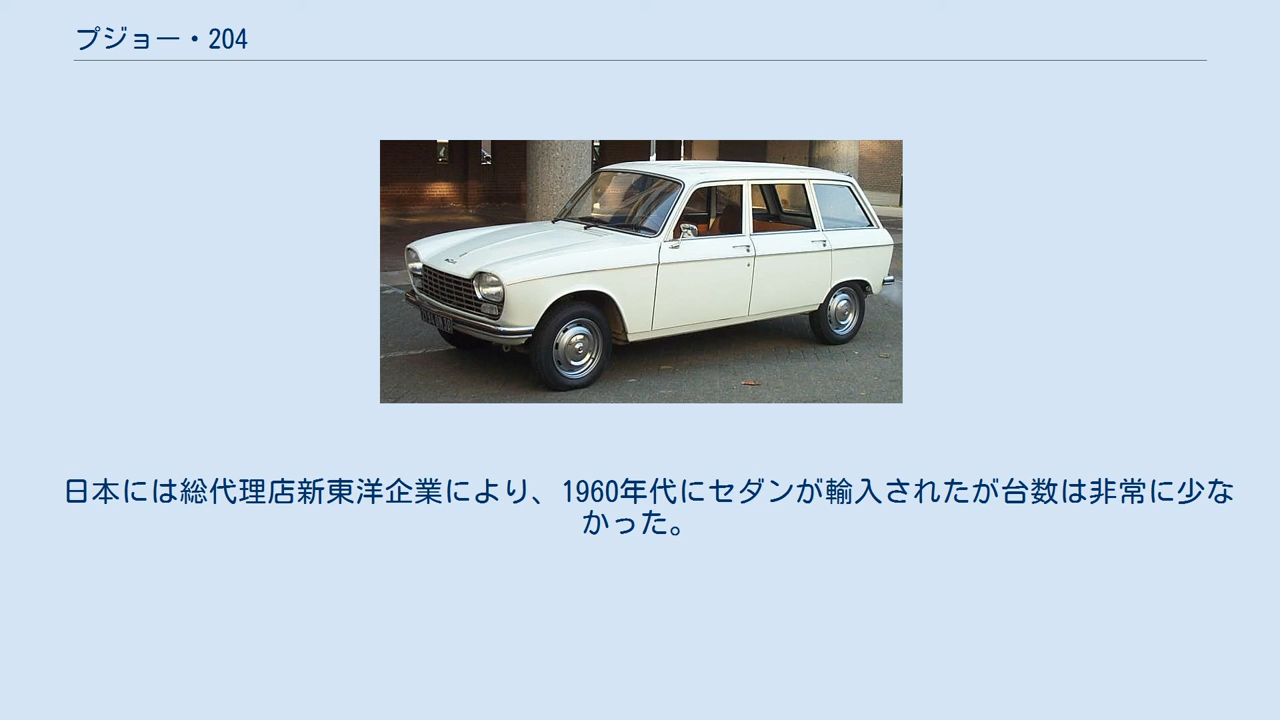 プジョー・204
日本には総代理店新東洋企業により、1960年代にセダンが輸入されたが台数は非常に少な
かった。